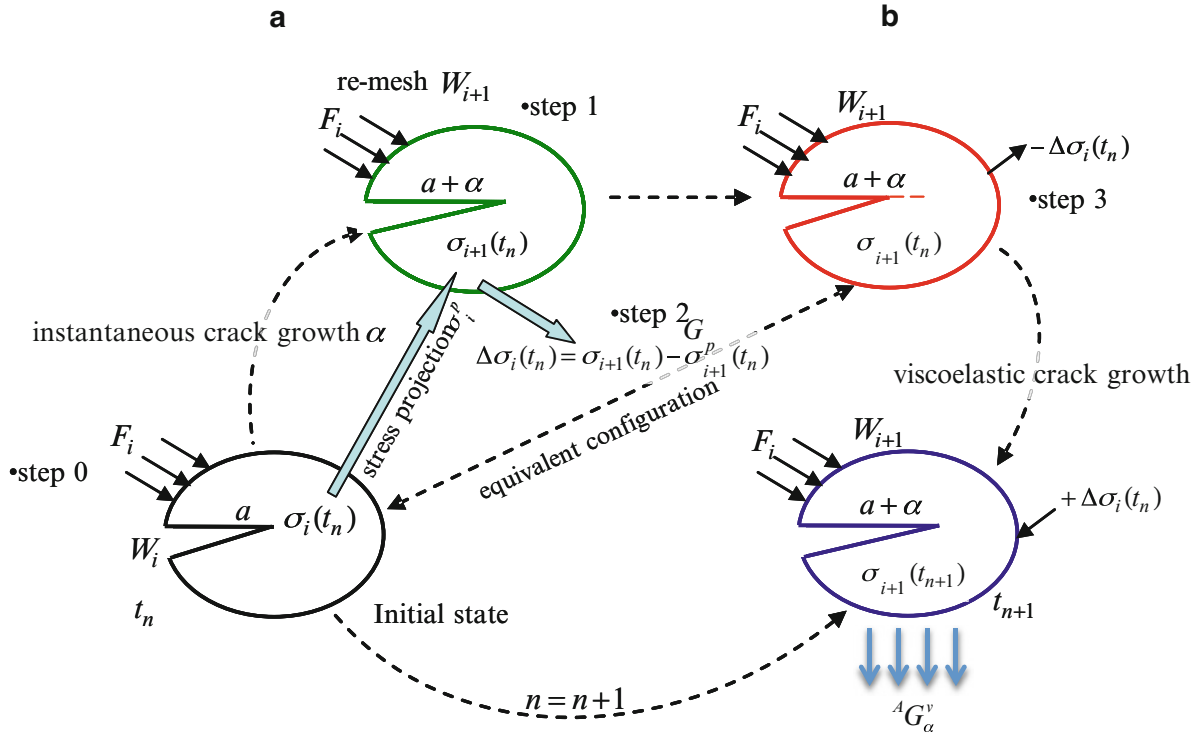 a
b
re-mesh W_{i+1}
•step 1
F_i
a + α
σ_{i+1}(t_n)
W_{i+1}
F_i
a + α
σ_{i+1}(t_n)
− Δσ_i(t_n)
•step 3
instantaneous crack growth α
stress projection σ_i^p
•step 2
G
Δσ_i(t_n) = σ_{i+1}(t_n) − σ_{i+1}^p(t_n)
equivalent configuration
viscoelastic crack growth
•step 0
F_i
a
σ_i(t_n)
W_i
t_n
Initial state
W_{i+1}
F_i
a + α
σ_{i+1}(t_{n+1})
+ Δσ_i(t_n)
t_{n+1}
n = n+1
^A G_α^v